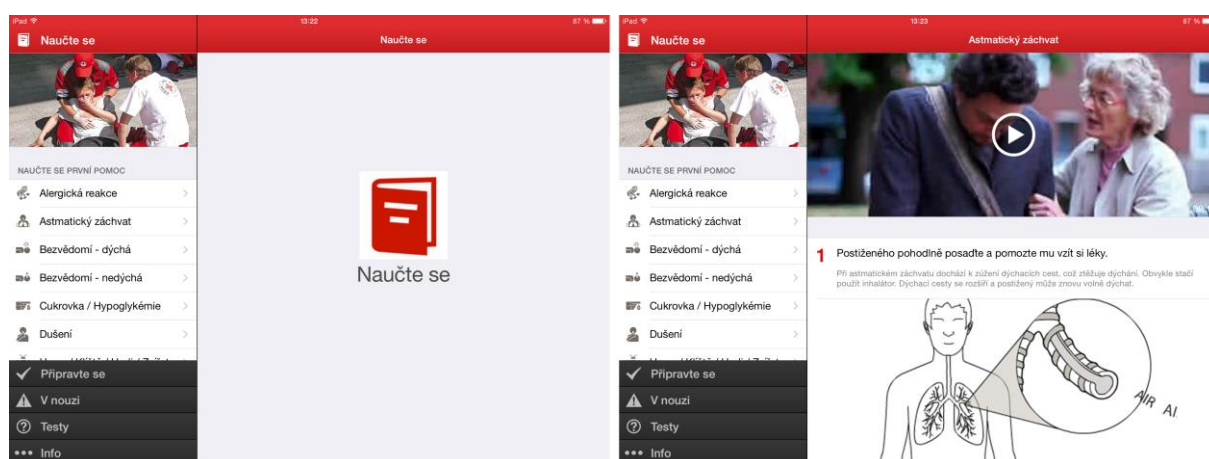 iPad
13:22
87 %
Naučte se
Naučte se
NAUČTE SE PRVNÍ POMOC
Alergická reakce
Astmatický záchvat
Bezvědomí - dýchá
Bezvědomí - nedýchá
Cukrovka / Hypoglykémie
Dušení
Připravte se
V nouzi
Testy
Info
Naučte se
iPad
13:23
87 %
Naučte se
Astmatický záchvat
NAUČTE SE PRVNÍ POMOC
Alergická reakce
Astmatický záchvat
Bezvědomí - dýchá
Bezvědomí - nedýchá
Cukrovka / Hypoglykémie
Dušení
Připravte se
V nouzi
Testy
Info
1 Postiženého pohodlně posaďte a pomozte mu vzít si léky.
Při astmatickém záchvatu dochází k zúžení dýchacích cest, což ztěžuje dýchání. Obvykle stačí
použít inhalátor. Dýchací cesty se rozšíří a postižený může znovu volně dýchat.
AIR AI